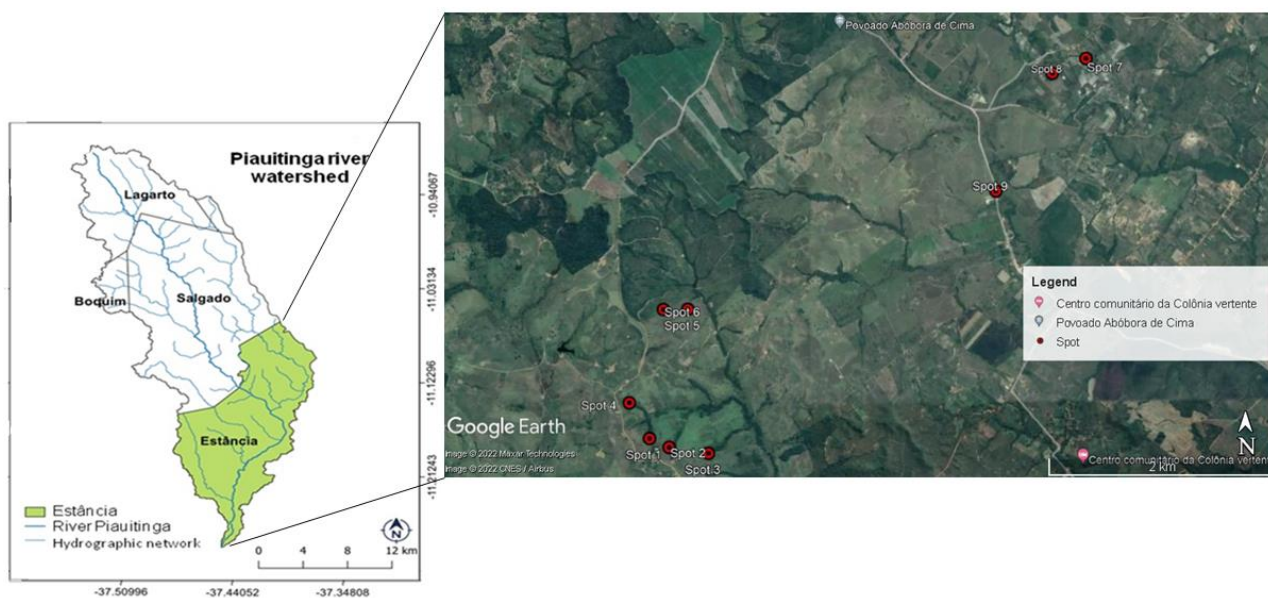 Piauitinga river
watershed
Lagarto
Boquim
Salgado
Estância
Estância
River Piauitinga
Hydrographic network
N
0 4 8 12 km
-37.50996 -37.44052 -37.34808
-10.94067
-11.03134
-11.12296
-11.21243
Povoado Abóbora de Cima
Spot 8
Spot 7
Spot 9
Spot 6
Spot 5
Spot 4
Spot 1
Spot 2
Spot 3
Legend
Centro comunitário da Colônia vertente
Povoado Abóbora de Cima
Spot
Google Earth
Image © 2022 Maxar Technologies
Image © 2022 CNES / Airbus
N
Centro comunitário da Colônia vertent
2 km